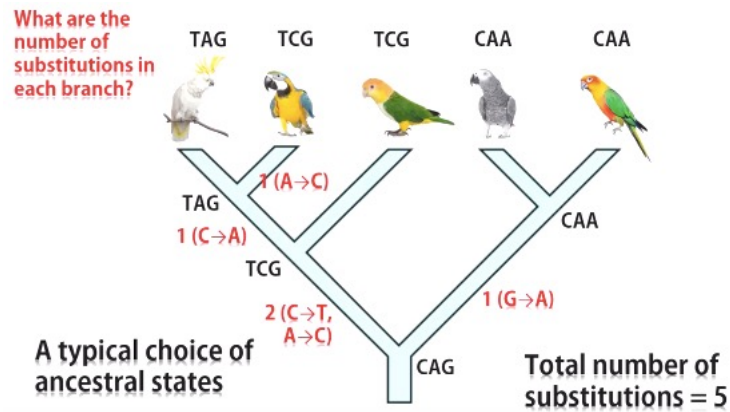 What are the
number of
substitutions in
each branch?
TAG
TCG
TCG
CAA
CAA
1 (A→C)
TAG
1 (C→A)
CAA
TCG
2 (C→T,
A→C)
1 (G→A)
CAG
A typical choice of
ancestral states
Total number of
substitutions = 5